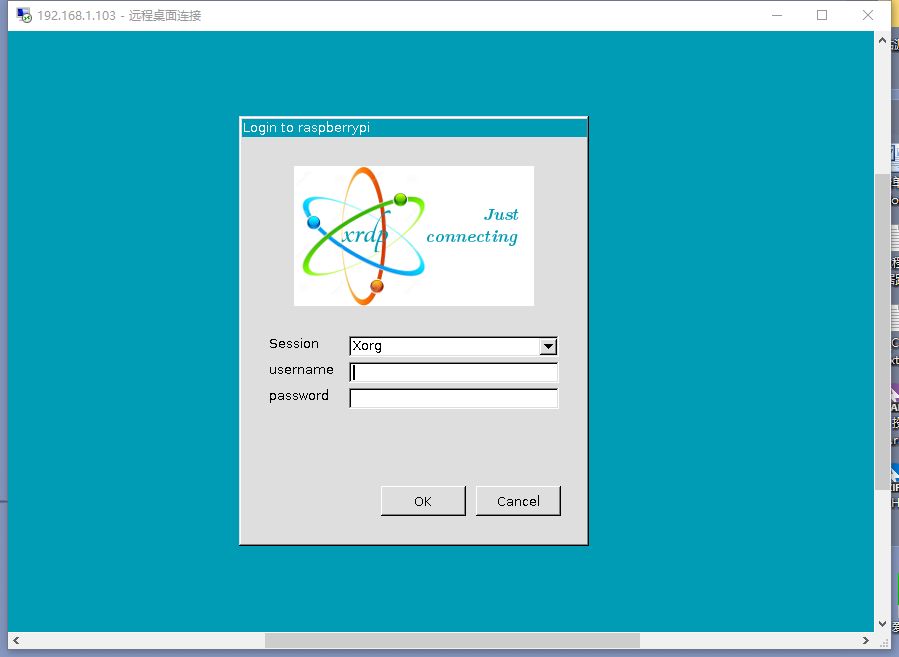 192.168.1.103 - 远程桌面连接
Login to raspberrypi
xrdp
Just
connecting
Session
Xorg
username
password
OK
Cancel